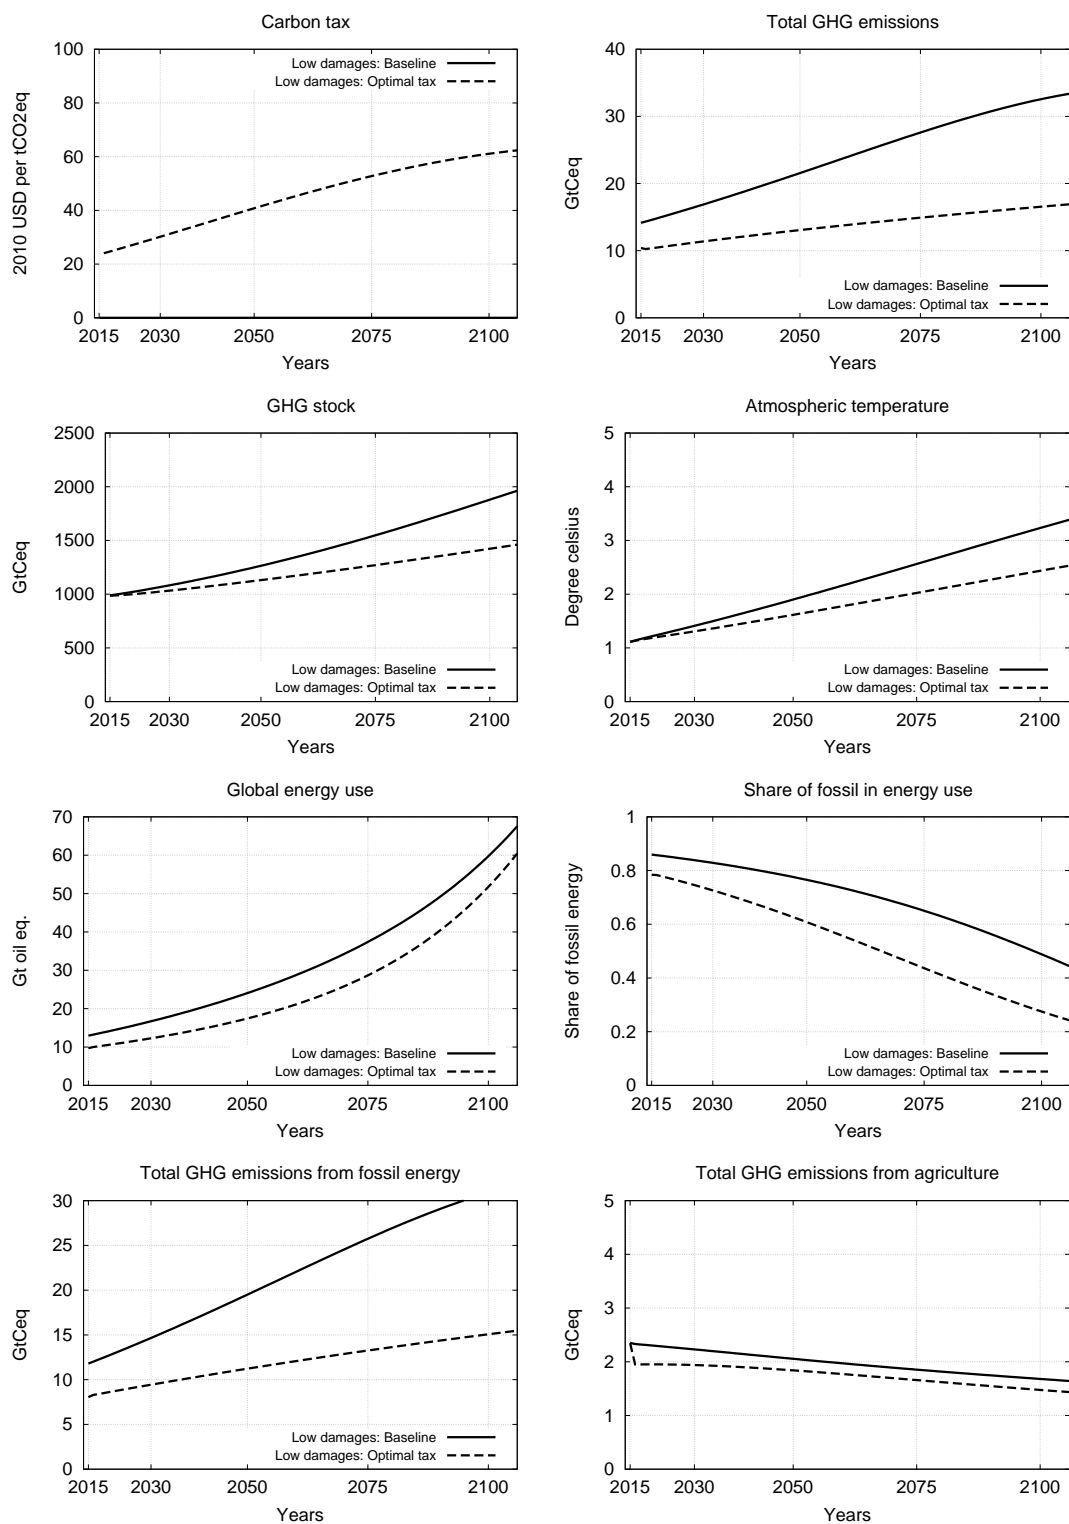 Carbon tax
100
80
60
40
20
0
2010 USD per tCO2eq
Low damages: Baseline
Low damages: Optimal tax
2015 2030 2050 2075 2100
Years
Total GHG emissions
40
30
20
10
0
GtCeq
Low damages: Baseline
Low damages: Optimal tax
2015 2030 2050 2075 2100
Years
GHG stock
2500
2000
1500
1000
500
0
GtCeq
Low damages: Baseline
Low damages: Optimal tax
2015 2030 2050 2075 2100
Years
Atmospheric temperature
5
4
3
2
1
0
Degree celsius
Low damages: Baseline
Low damages: Optimal tax
2015 2030 2050 2075 2100
Years
Global energy use
70
60
50
40
30
20
10
0
Gt oil eq.
Low damages: Baseline
Low damages: Optimal tax
2015 2030 2050 2075 2100
Years
Share of fossil in energy use
1
0.8
0.6
0.4
0.2
0
Share of fossil energy
Low damages: Baseline
Low damages: Optimal tax
2015 2030 2050 2075 2100
Years
Total GHG emissions from fossil energy
30
25
20
15
10
5
0
GtCeq
Low damages: Baseline
Low damages: Optimal tax
2015 2030 2050 2075 2100
Years
Total GHG emissions from agriculture
5
4
3
2
1
0
GtCeq
Low damages: Baseline
Low damages: Optimal tax
2015 2030 2050 2075 2100
Years